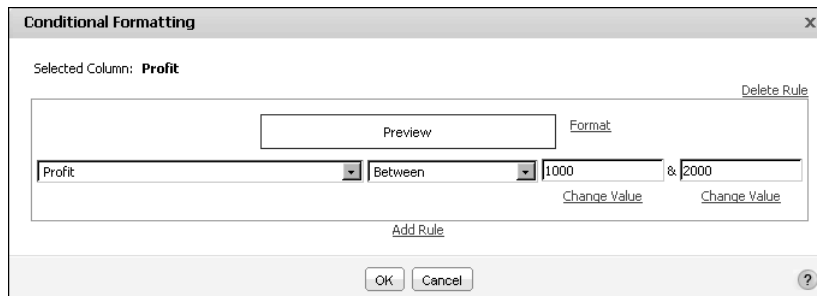 Conditional Formatting x
Selected Column: Profit
Delete Rule
Preview Format
Profit Between 1000 & 2000
Change Value Change Value
Add Rule
OK Cancel ?